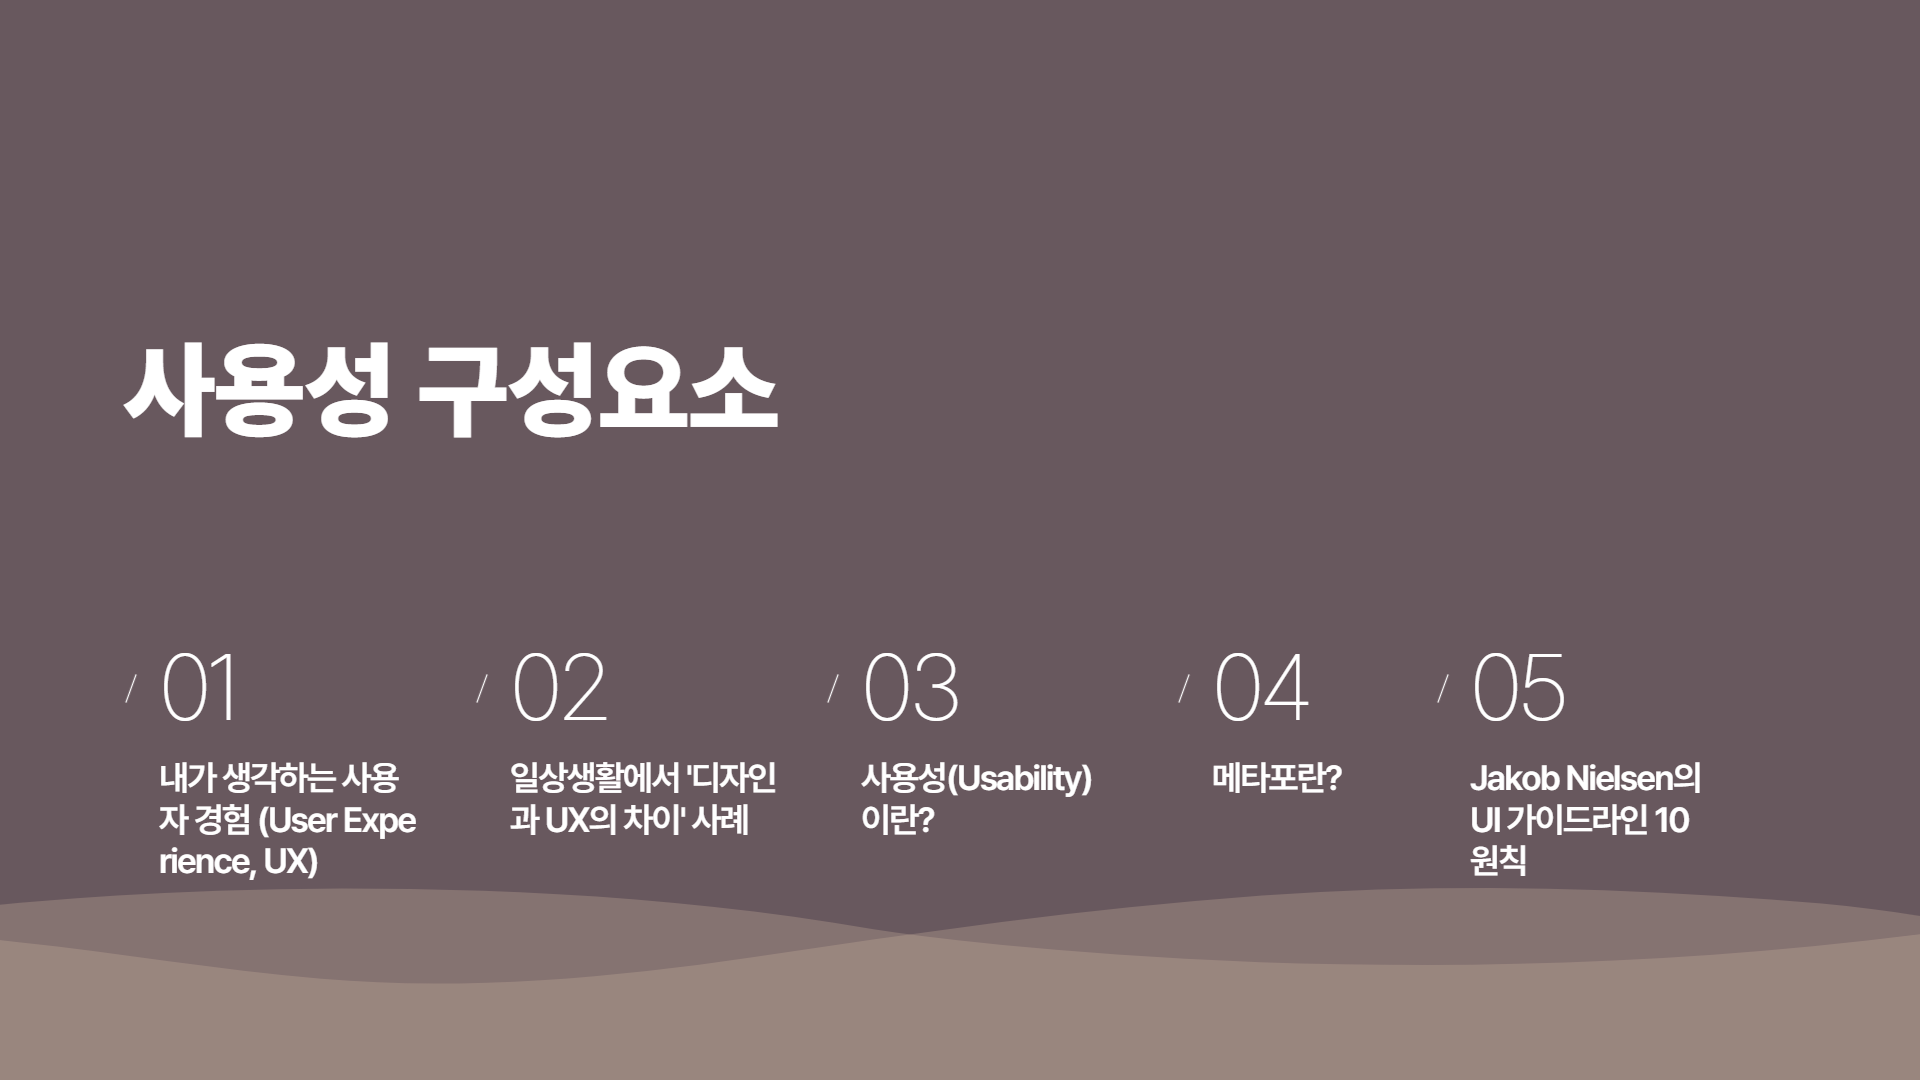 사용성 구성요소
/ 01
내가 생각하는 사용
자 경험 (User Expe
rience, UX)
/ 02
일상생활에서 '디자인
과 UX의 차이' 사례
/ 03
사용성(Usability)
이란?
/ 04
메타포란?
/ 05
Jakob Nielsen의
UI 가이드라인 10
원칙